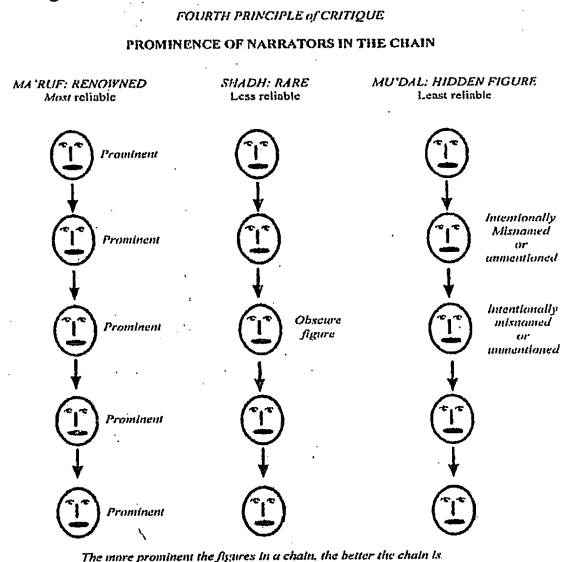 FOURTH PRINCIPLE of CRITIQUE
PROMINENCE OF NARRATORS IN THE CHAIN
MA'RUF: RENOWNED
Most reliable
SHADH: RARE
Less reliable
MU'DAL: HIDDEN FIGURE
Least reliable
Prominent
Prominent
Intentionally
Misnamed
or
unmentioned
Prominent
Obscure
figure
Intentionally
misnamed
or
unmentioned
Prominent
Prominent
The more prominent the figures in a chain, the better the chain is.